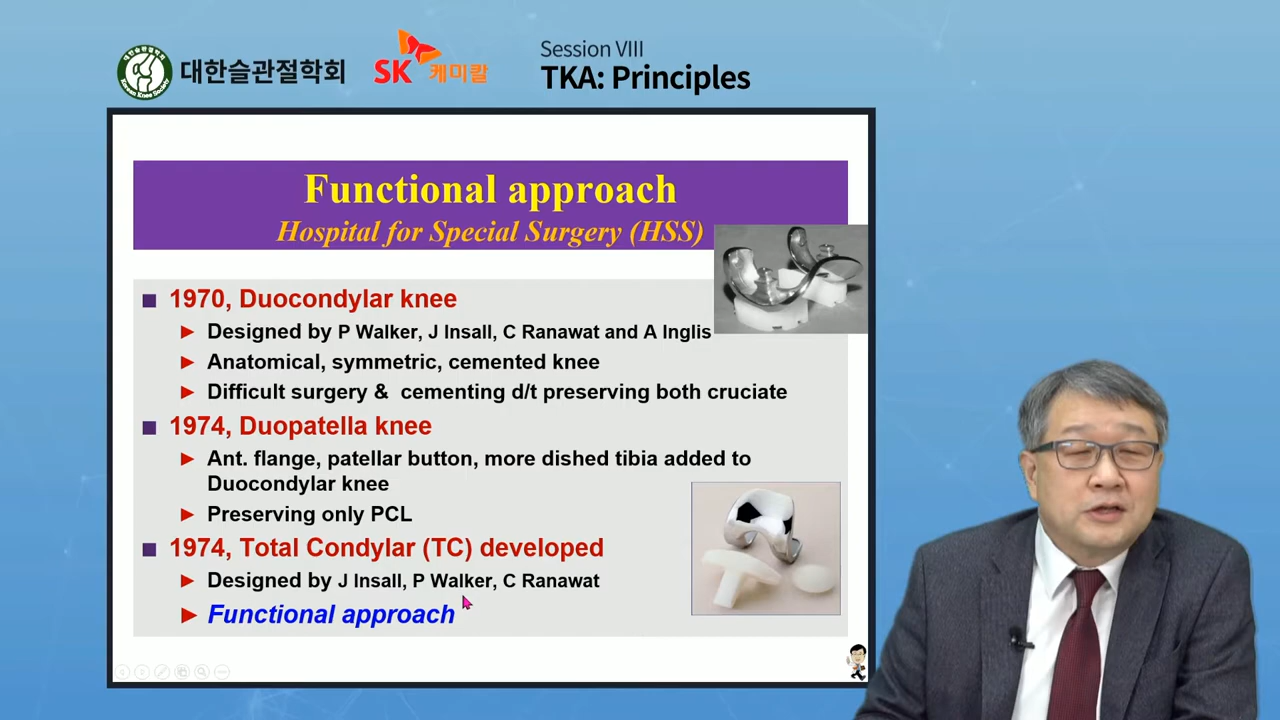 대한슬관절학회
SK 케미칼
Session VIII
TKA: Principles
Functional approach
Hospital for Special Surgery (HSS)
1970, Duocondylar knee
Designed by P Walker, J Insall, C Ranawat and A Inglis
Anatomical, symmetric, cemented knee
Difficult surgery & cementing d/t preserving both cruciate
1974, Duopatella knee
Ant. flange, patellar button, more dished tibia added to
Duocondylar knee
Preserving only PCL
1974, Total Condylar (TC) developed
Designed by J Insall, P Walker, C Ranawat
Functional approach